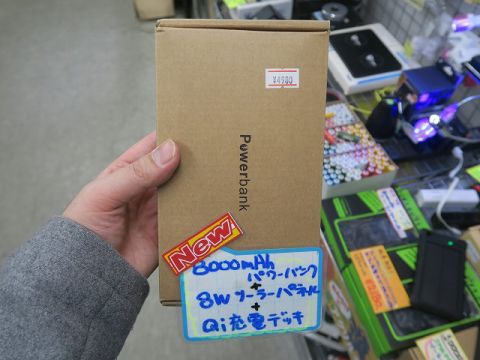 ¥4980
Powerbank
New
8000mAh
パワーバンク
+
8Wソーラーパネル
+
Qi充電デッキ